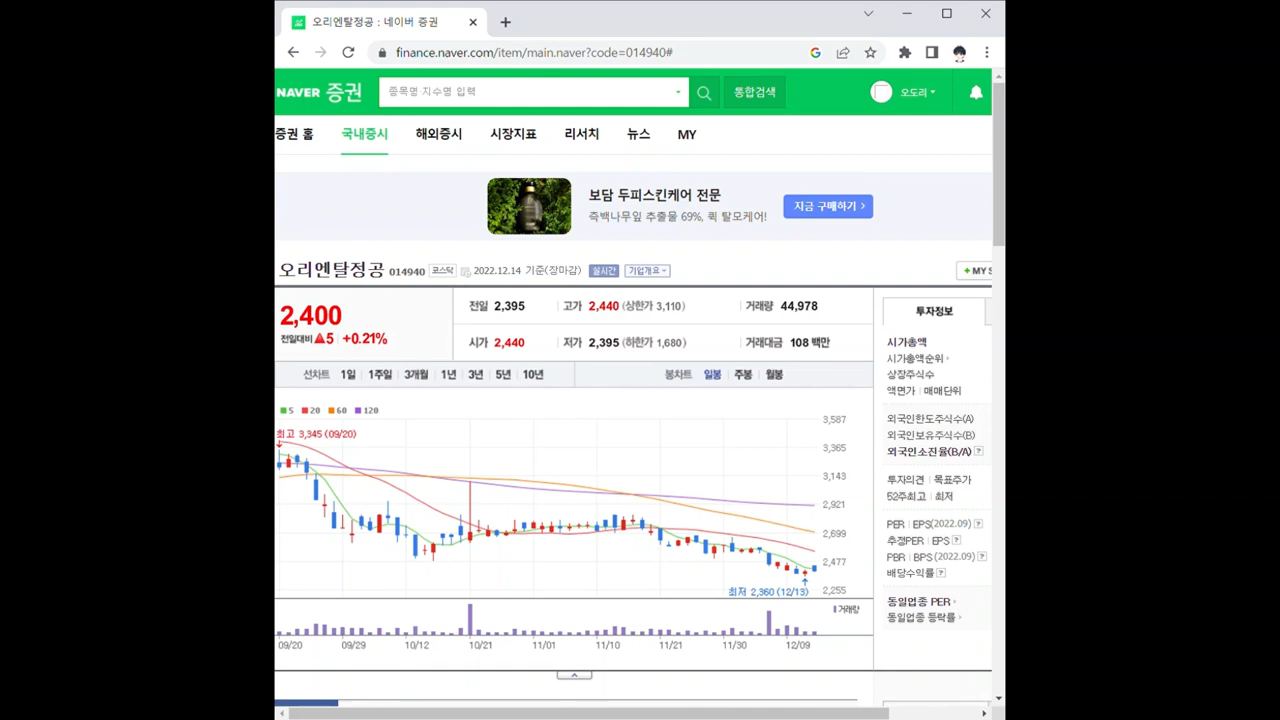 오리엔탈정공 : 네이버 증권
finance.naver.com/item/main.naver?code=014940#
NAVER 증권
종목명·지수명 입력
통합검색
오도리
증권 홈 국내증시 해외증시 시장지표 리서치 뉴스 MY
보담 두피스킨케어 전문
측백나무잎 추출물 69%, 퀵 탈모케어!
지금 구매하기
오리엔탈정공 014940 코스닥 2022.12.14 기준(장마감) 실시간 기업개요
+ MY S
2,400
전일대비 5 +0.21%
전일 2,395 고가 2,440 (상한가 3,110) 거래량 44,978
시가 2,440 저가 2,395 (하한가 1,680) 거래대금 108 백만
선차트 1일 1주일 3개월 1년 3년 5년 10년
봉차트 일봉 주봉 월봉
5 20 60 120
최고 3,345 (09/20)
3,587
3,365
3,143
2,921
2,699
2,477
2,255
최저 2,360 (12/13)
거래량
09/20 09/29 10/12 10/21 11/01 11/10 11/21 11/30 12/09
투자정보
시가총액
시가총액순위
상장주식수
액면가 매매단위
외국인한도주식수(A)
외국인보유주식수(B)
외국인소진율(B/A) ?
투자의견 목표주가
52주최고 최저
PER EPS(2022.09) ?
추정PER EPS ?
PBR BPS (2022.09) ?
배당수익률 ?
동일업종 PER
동일업종 등락률